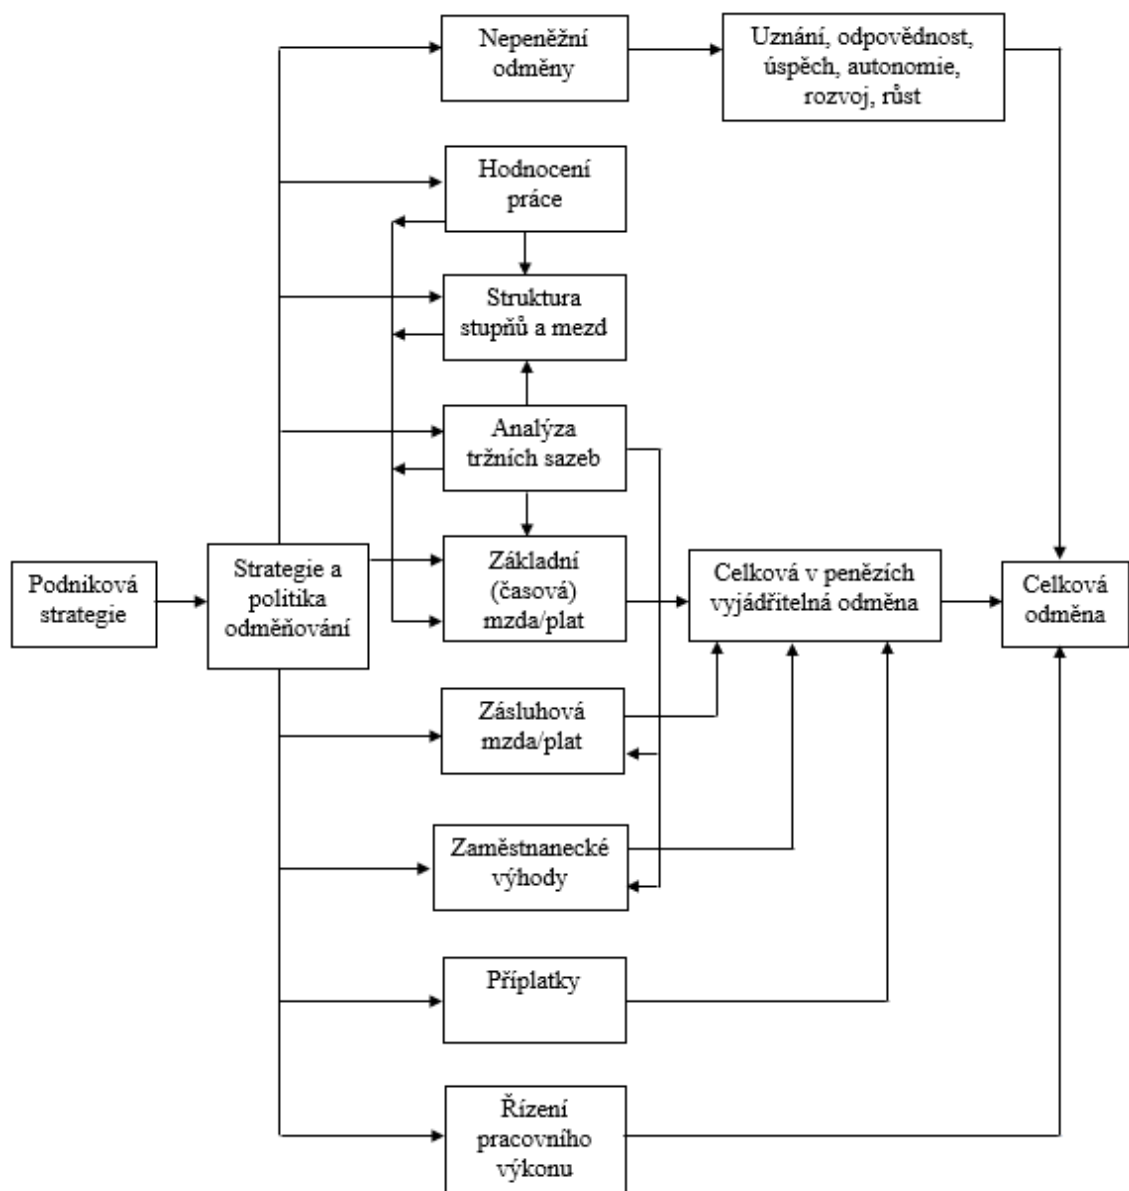 Nepeněžní
odměny
Uznání, odpovědnost,
úspěch, autonomie,
rozvoj, růst
Hodnocení
práce
Struktura
stupňů a mezd
Analýza
tržních sazeb
Podniková
strategie
Strategie a
politika
odměňování
Základní
(časová)
mzda/plat
Celková v penězích
vyjádřitelná odměna
Celková
odměna
Zásluhová
mzda/plat
Zaměstnanecké
výhody
Příplatky
Řízení
pracovního
výkonu